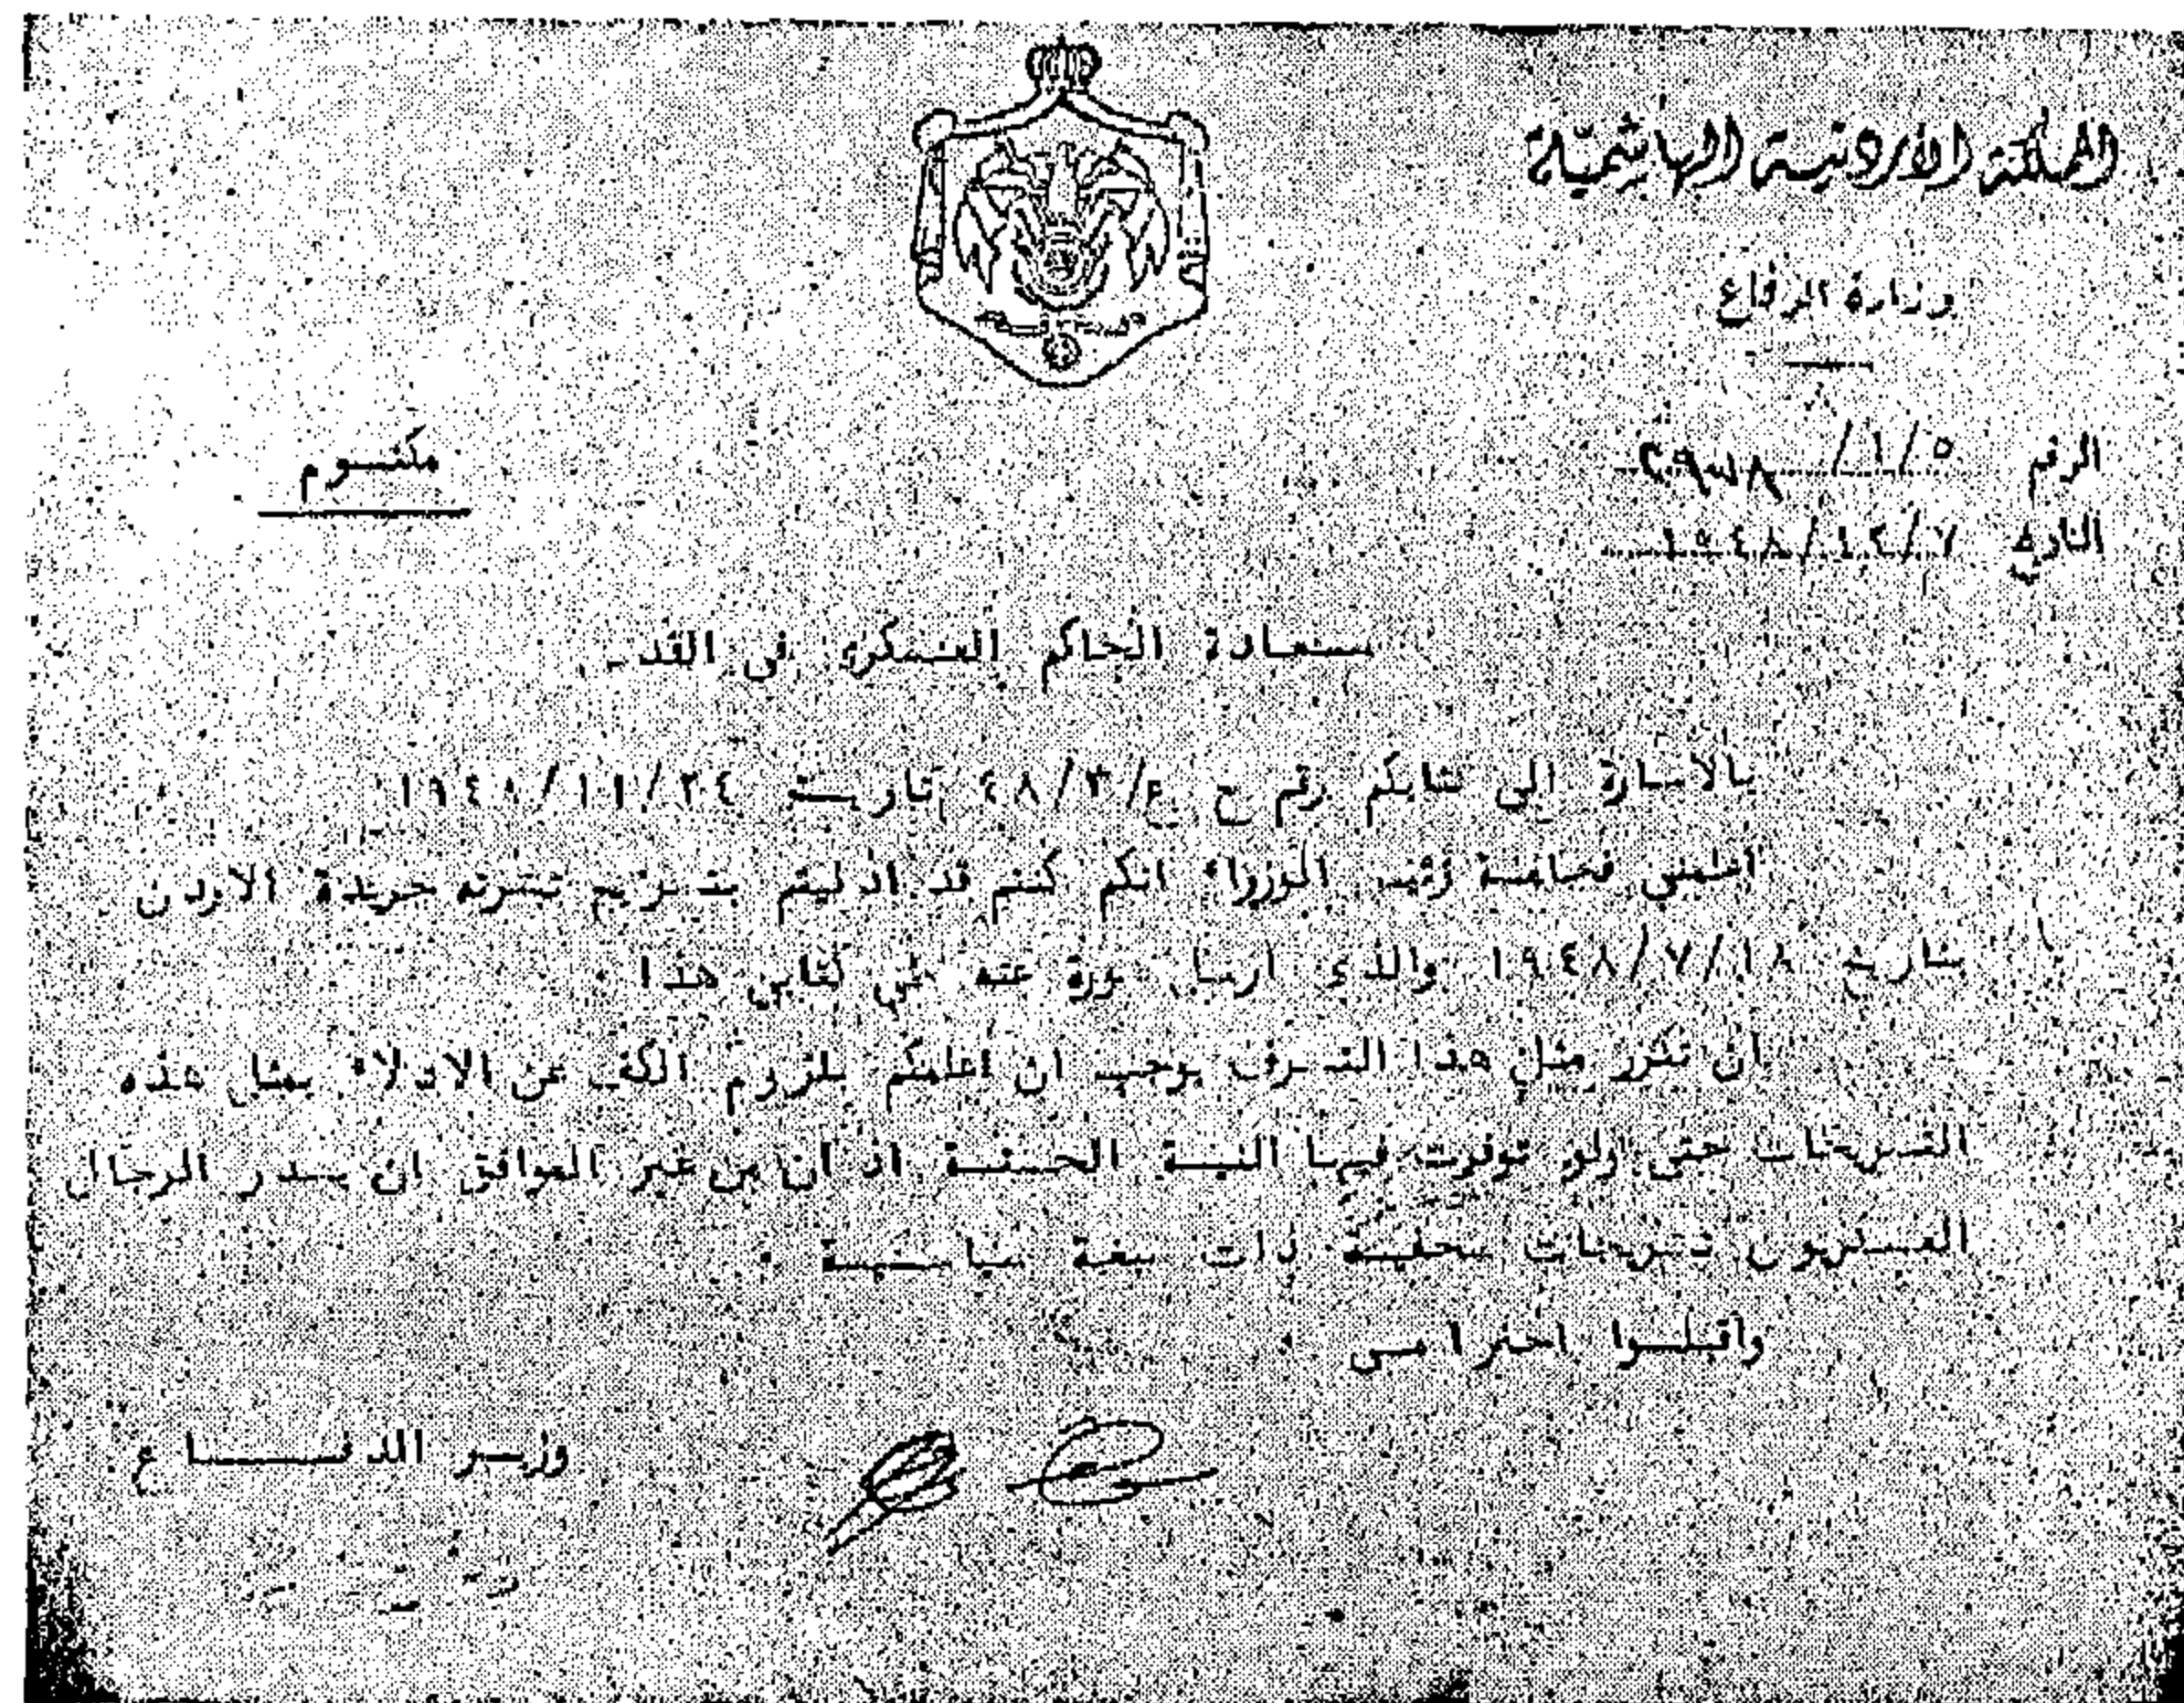 المملكة الأردنية الهاشمية
وزارة الدفاع
الرقم ٥/١/
التاريخ ٧/١٢/١٩٤٨
مكتوم
سعادة الحاكم العسكري في القدس
بالاشارة الى كتابكم رقم ح ع/٣/٤٨ تاريخ ٢٤/١١/١٩٤٨
اعلمني فخامة رئيس الوزراء انكم كنتم قد ادليتم بتصريح نشرته جريدة الاردن
بتاريخ ١٨/٧/١٩٤٨ والذي ارسل صورة عنه طي كتابي هذا .
ان تكرر مثل هذا التصرف يوجب ان اعلمكم بلزوم الكف عن الادلاء بمثل هذه
التصريحات حتى ولو توفرت فيها النية الحسنة اذ ان من غير الموافق ان يصدر الرجال
العسكريون تصريحات صحفية ذات صبغة سياسية .
واقبلوا احترامي .
وزير الدفاع